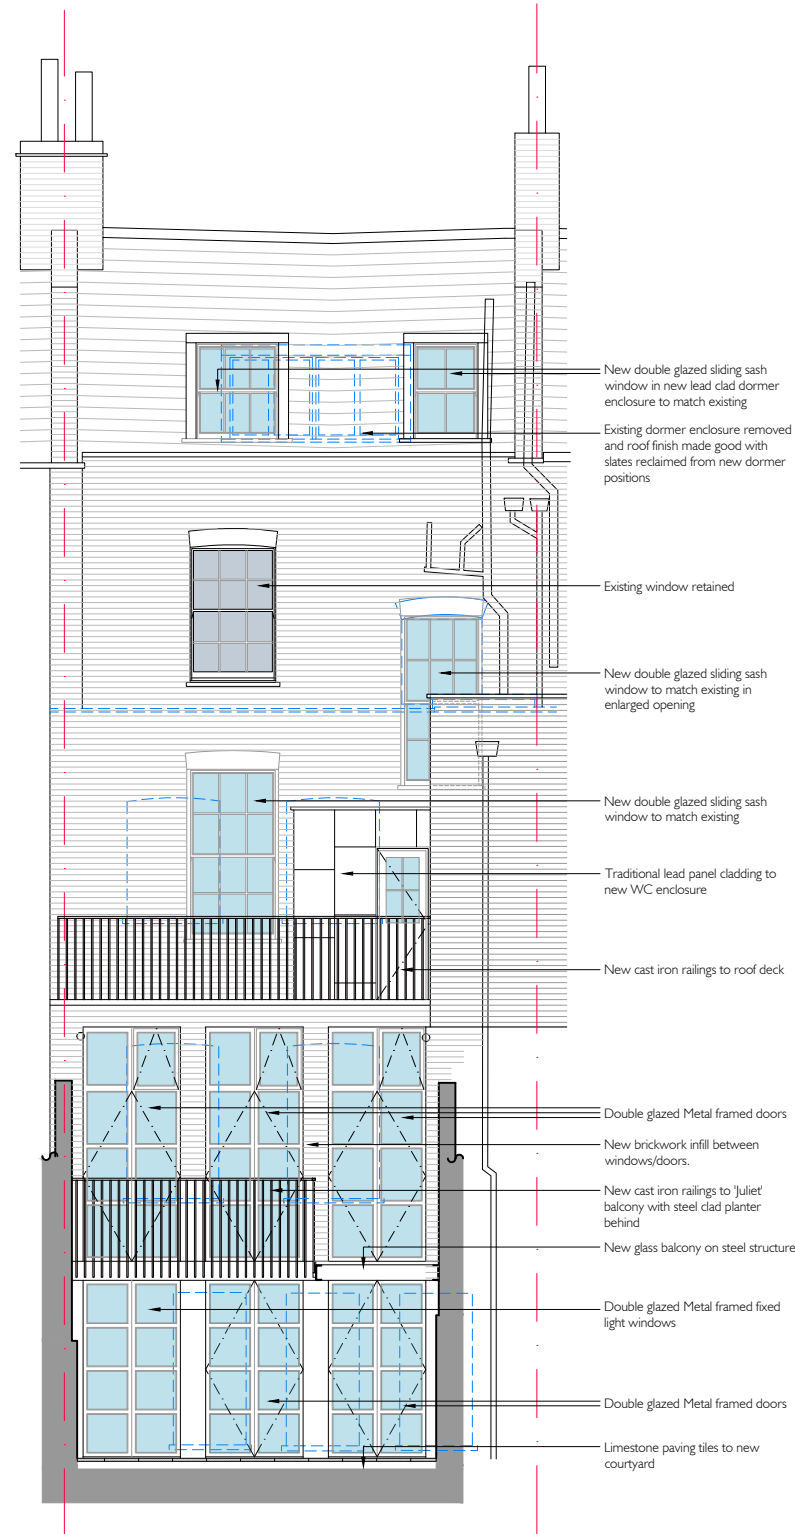 New double glazed sliding sash
window in new lead clad dormer
enclosure to match existing
Existing dormer enclosure removed
and roof finish made good with
slates reclaimed from new dormer
positions
Existing window retained
New double glazed sliding sash
window to match existing in
enlarged opening
New double glazed sliding sash
window to match existing
Traditional lead panel cladding to
new WC enclosure
New cast iron railings to roof deck
Double glazed Metal framed doors
New brickwork infill between
windows/doors.
New cast iron railings to 'Juliet'
balcony with steel clad planter
behind
New glass balcony on steel structure
Double glazed Metal framed fixed
light windows
Double glazed Metal framed doors
Limestone paving tiles to new
courtyard